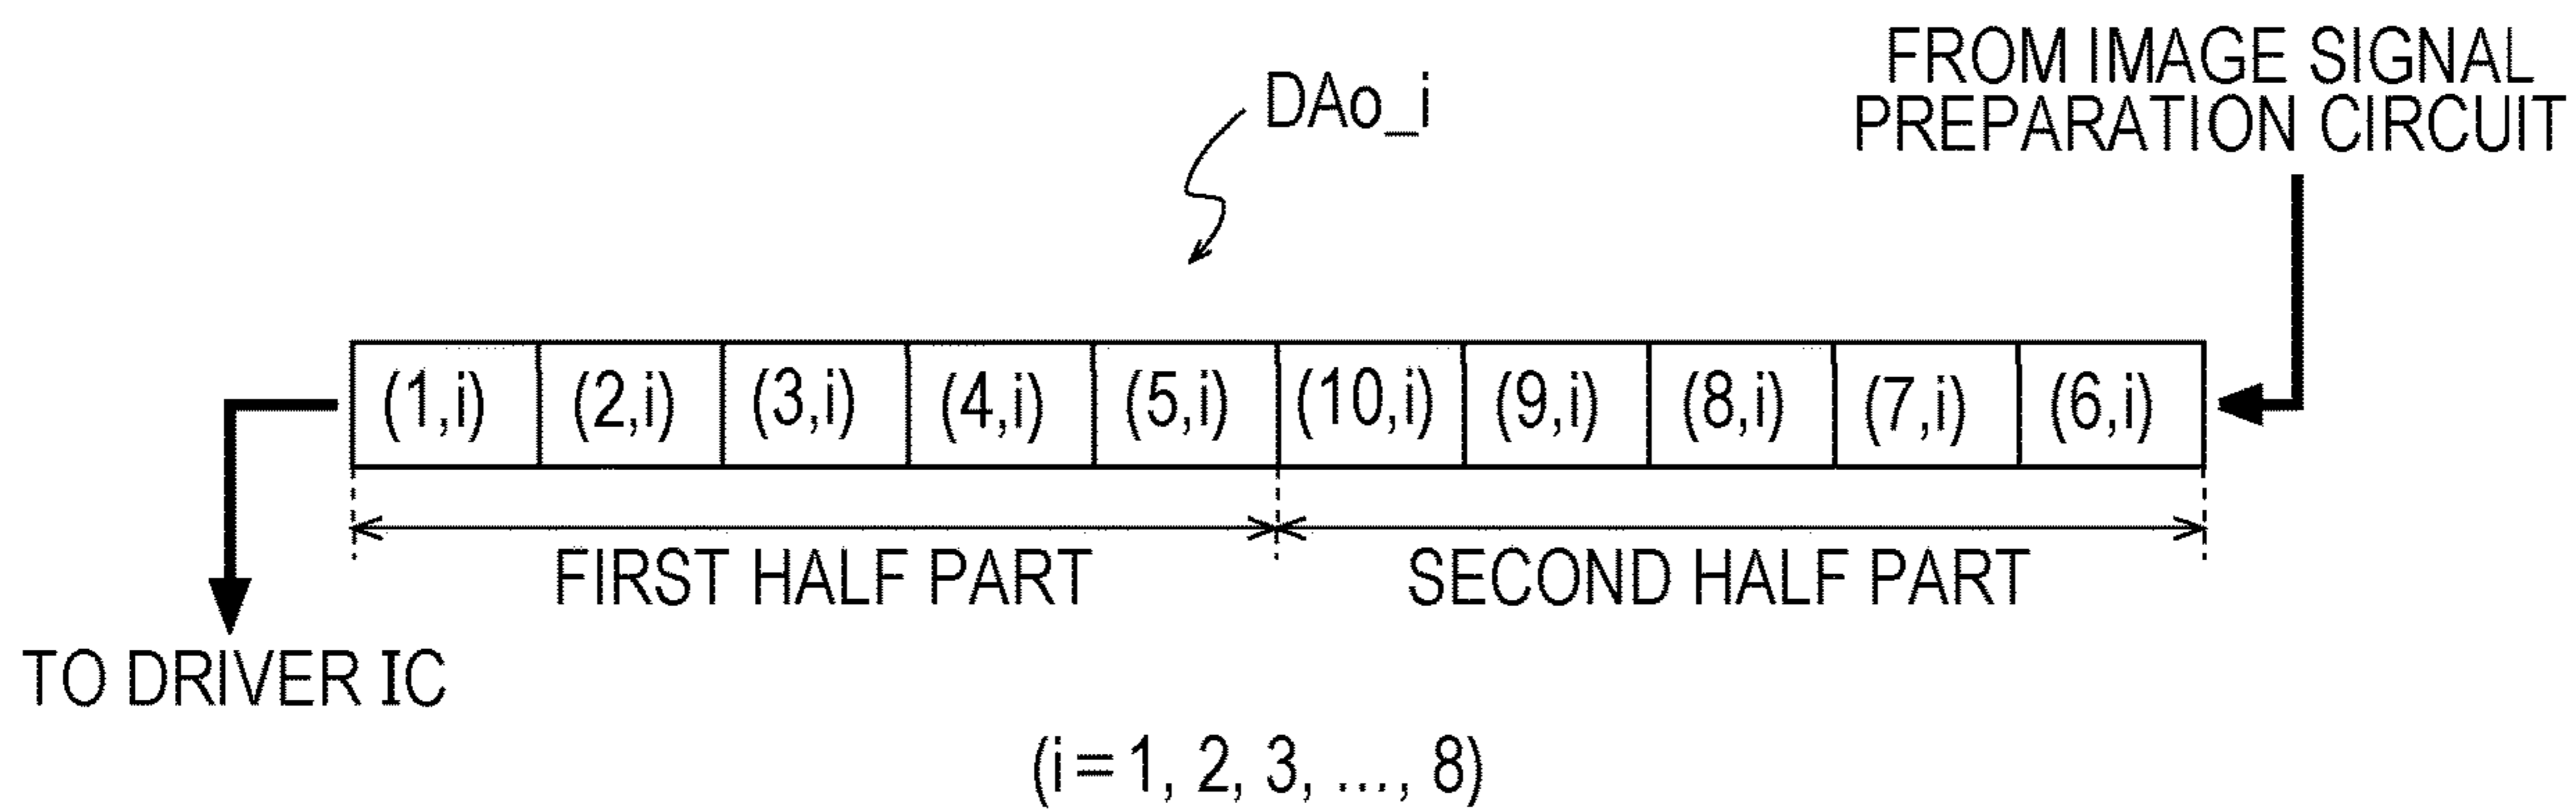 FROM IMAGE SIGNAL
PREPARATION CIRCUIT
DAo_i
(1,i) (2,i) (3,i) (4,i) (5,i) (10,i) (9,i) (8,i) (7,i) (6,i)
FIRST HALF PART SECOND HALF PART
TO DRIVER IC
(i = 1, 2, 3, ..., 8)